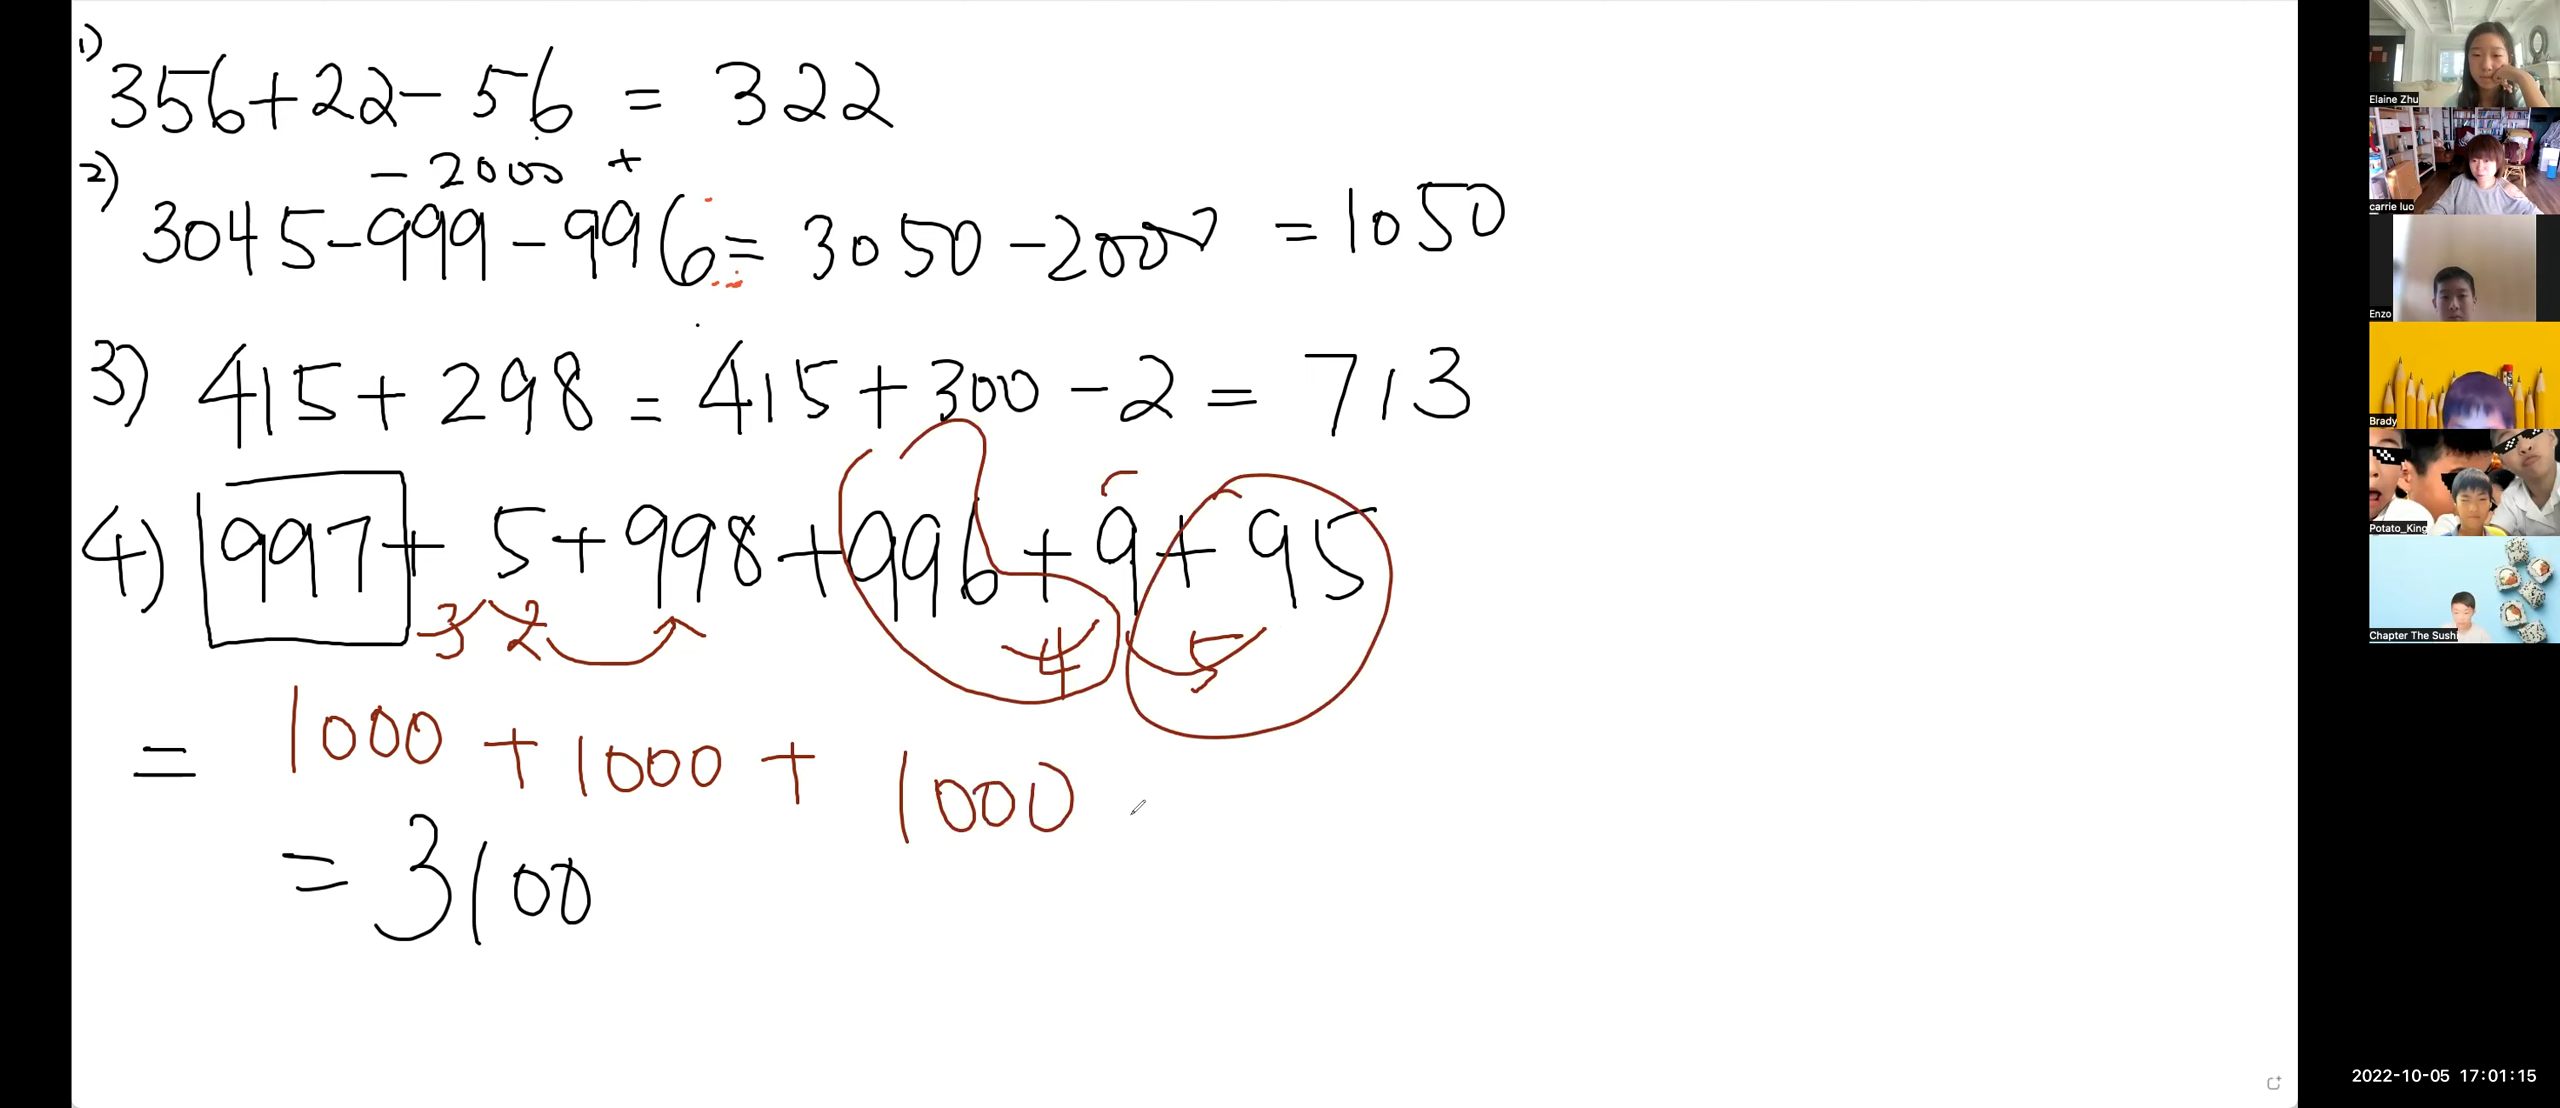 1)
356+22-56 = 322
2)
-2000 +
3045-999-996= 3050-2000 =1050
3) 415+298 = 415+300-2 = 713
4) 997+ 5+998+996+9+95
3 2 4 5
= 1000 + 1000 + 1000
= 3100
Elaine Zhu
carrie luo
Enzo
Brady
Potato_King
Chapter The Sushi
2022-10-05 17:01:15